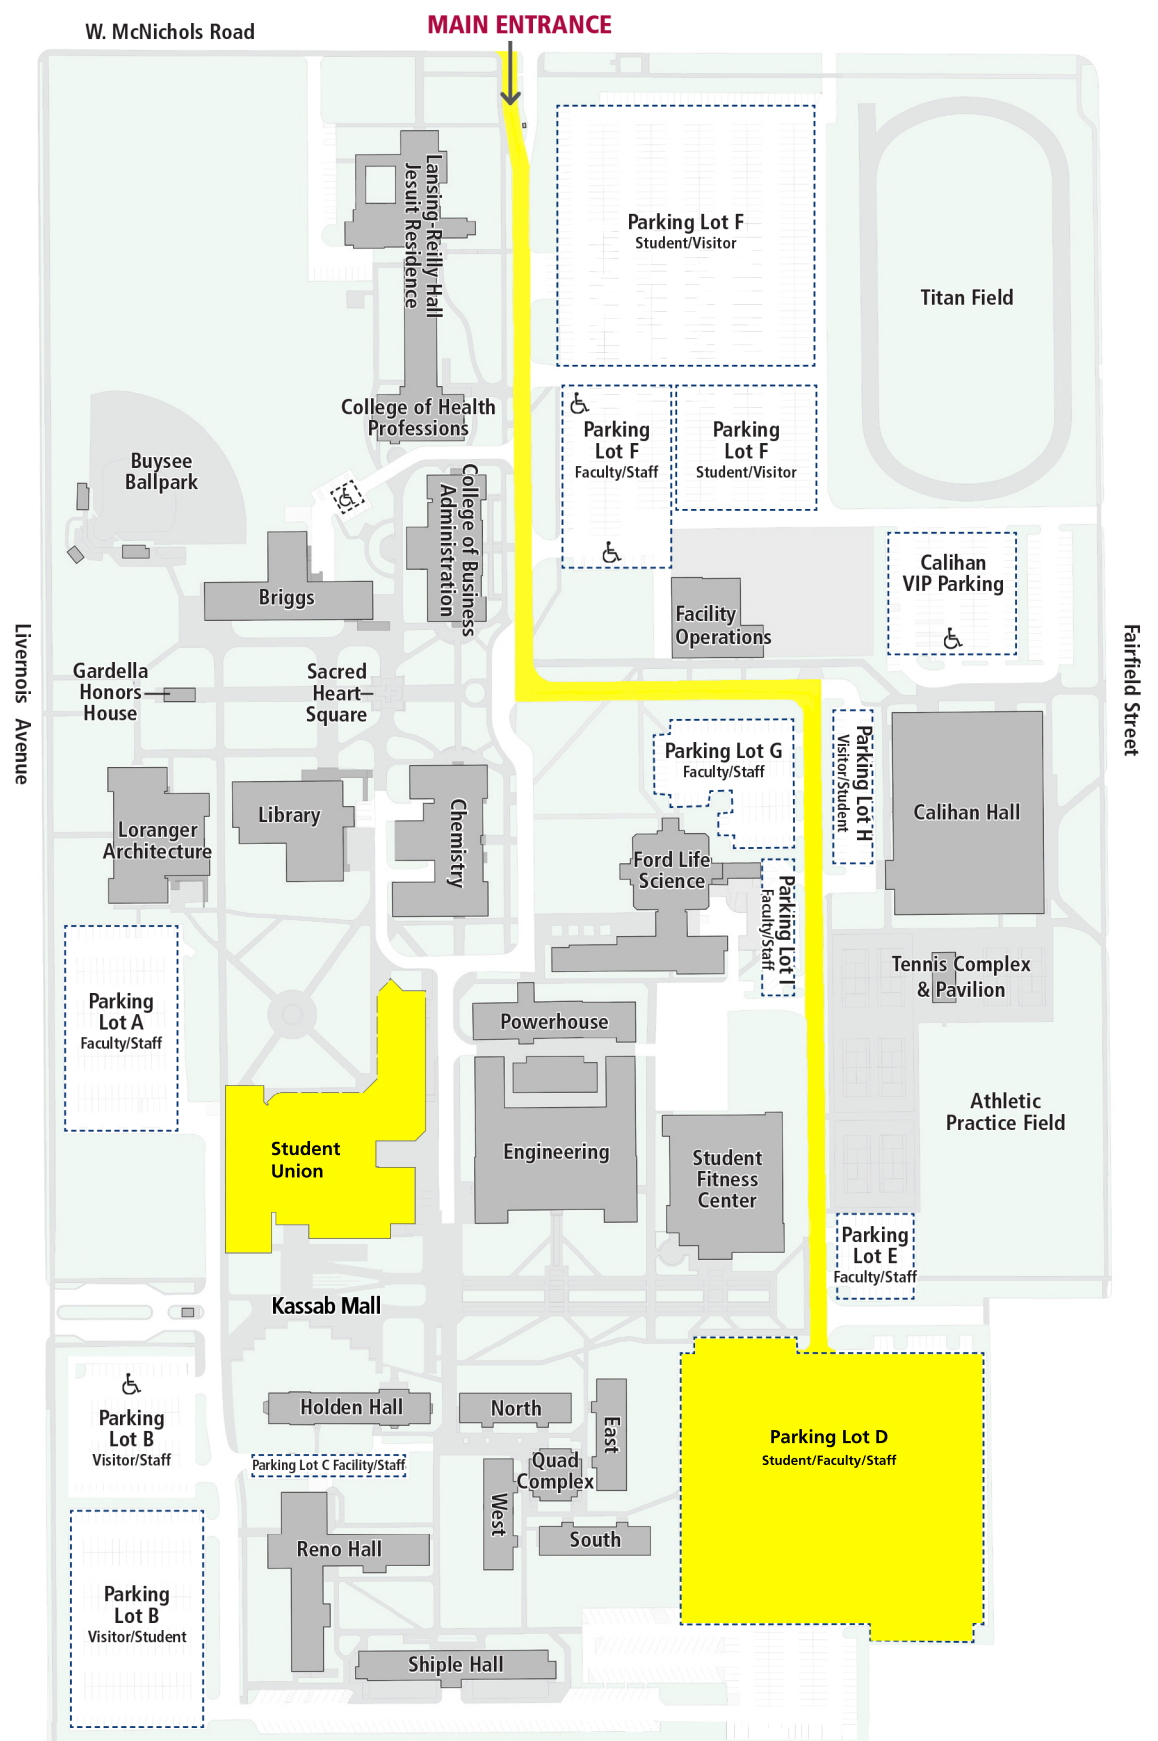 MAIN ENTRANCE
W. McNichols Road
Lansing-Reilly Hall
Jesuit Residence
Parking Lot F
Student/Visitor
Titan Field
College of Health
Professions
Parking
Lot F
Faculty/Staff
Parking
Lot F
Student/Visitor
Buysee
Ballpark
College of Business
Administration
Calihan
VIP Parking
Briggs
Facility
Operations
Livernois Avenue
Fairfield Street
Gardella
Honors
House
Sacred
Heart
Square
Parking Lot G
Faculty/Staff
Parking Lot H
Visitor/Student
Calihan Hall
Loranger
Architecture
Library
Chemistry
Ford Life
Science
Parking Lot I
Faculty/Staff
Tennis Complex
& Pavilion
Parking
Lot A
Faculty/Staff
Powerhouse
Athletic
Practice Field
Student
Union
Engineering
Student
Fitness
Center
Parking
Lot E
Faculty/Staff
Kassab Mall
Parking
Lot B
Visitor/Staff
Holden Hall
North
East
Parking Lot D
Student/Faculty/Staff
Parking Lot C Facility/Staff
Quad
Complex
West
South
Reno Hall
Parking
Lot B
Visitor/Student
Shiple Hall